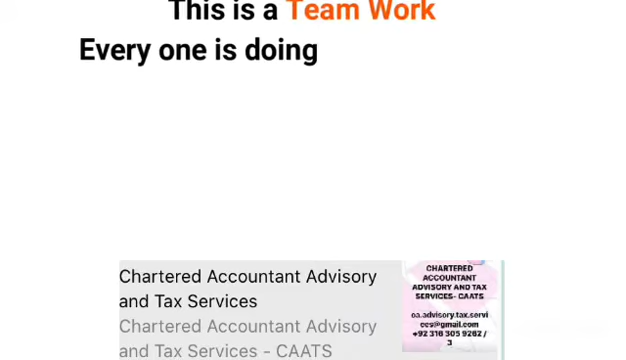 This is a Team Work
Every one is doing
Chartered Accountant Advisory
and Tax Services
Chartered Accountant Advisory
and Tax Services - CAATS
CHARTERED
ACCOUNTANT
ADVISORY AND TAX
SERVICES- CAATS
ca.advisory.tax.servi
ces@gmail.com
+92 316 305 9262 /
3